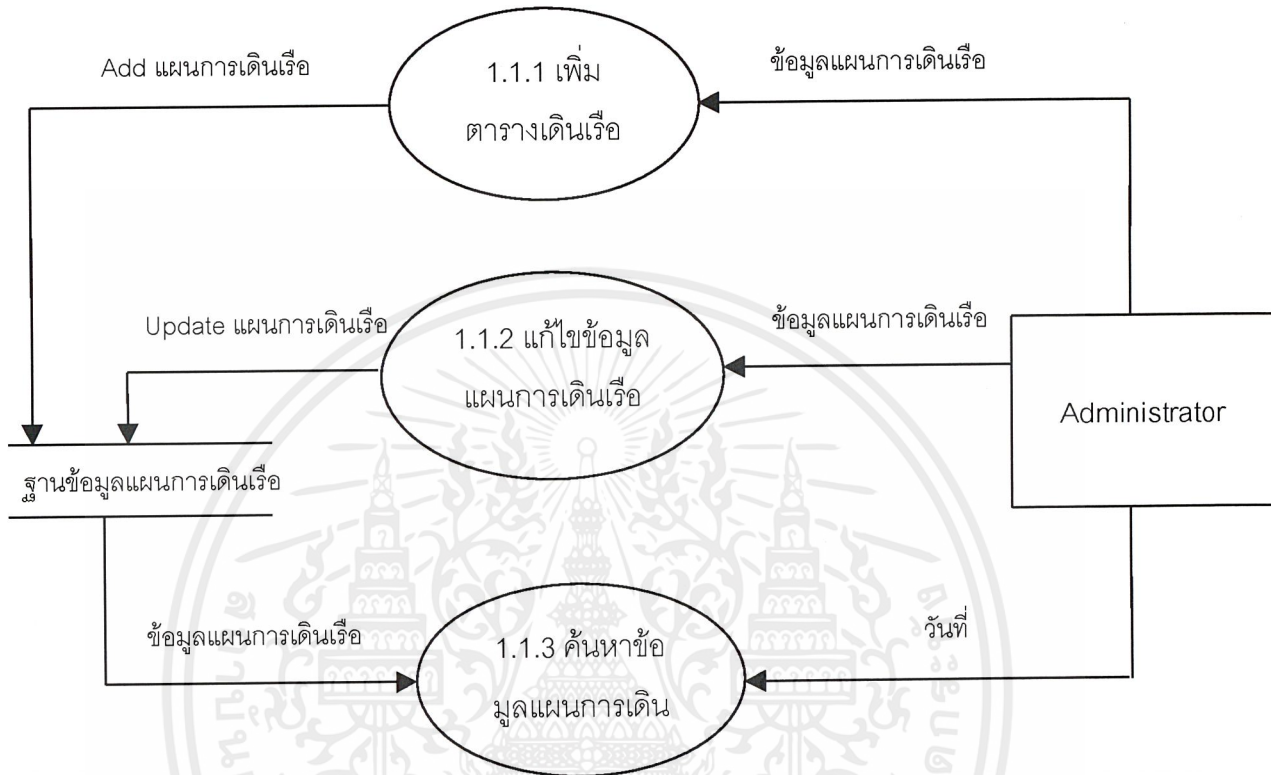 Add แผนการเดินเรือ
1.1.1 เพิ่ม
ตารางเดินเรือ
ข้อมูลแผนการเดินเรือ
Update แผนการเดินเรือ
1.1.2 แก้ไขข้อมูล
แผนการเดินเรือ
ข้อมูลแผนการเดินเรือ
Administrator
ฐานข้อมูลแผนการเดินเรือ
ข้อมูลแผนการเดินเรือ
1.1.3 ค้นหาข้อ
มูลแผนการเดิน
วันที่